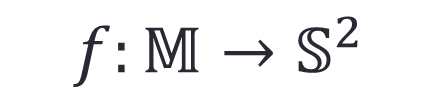 f: 𝕄 → 𝕊²